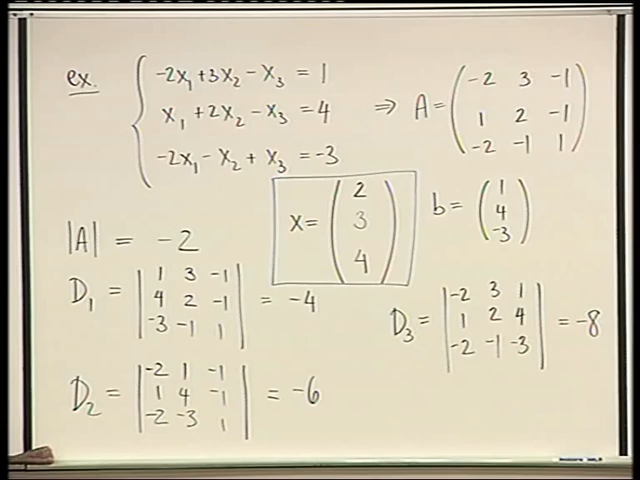 ex. { -2x₁ + 3x₂ - x₃ = 1
x₁ + 2x₂ - x₃ = 4
-2x₁ - x₂ + x₃ = -3
⇒ A = ( -2 3 -1
1 2 -1
-2 -1 1 )
x = ( 2
3
4 )
b = ( 1
4
-3 )
|A| = -2
D₁ = | 1 3 -1
4 2 -1
-3 -1 1 | = -4
D₂ = | -2 1 -1
1 4 -1
-2 -3 1 | = -6
D₃ = | -2 3 1
1 2 4
-2 -1 -3 | = -8